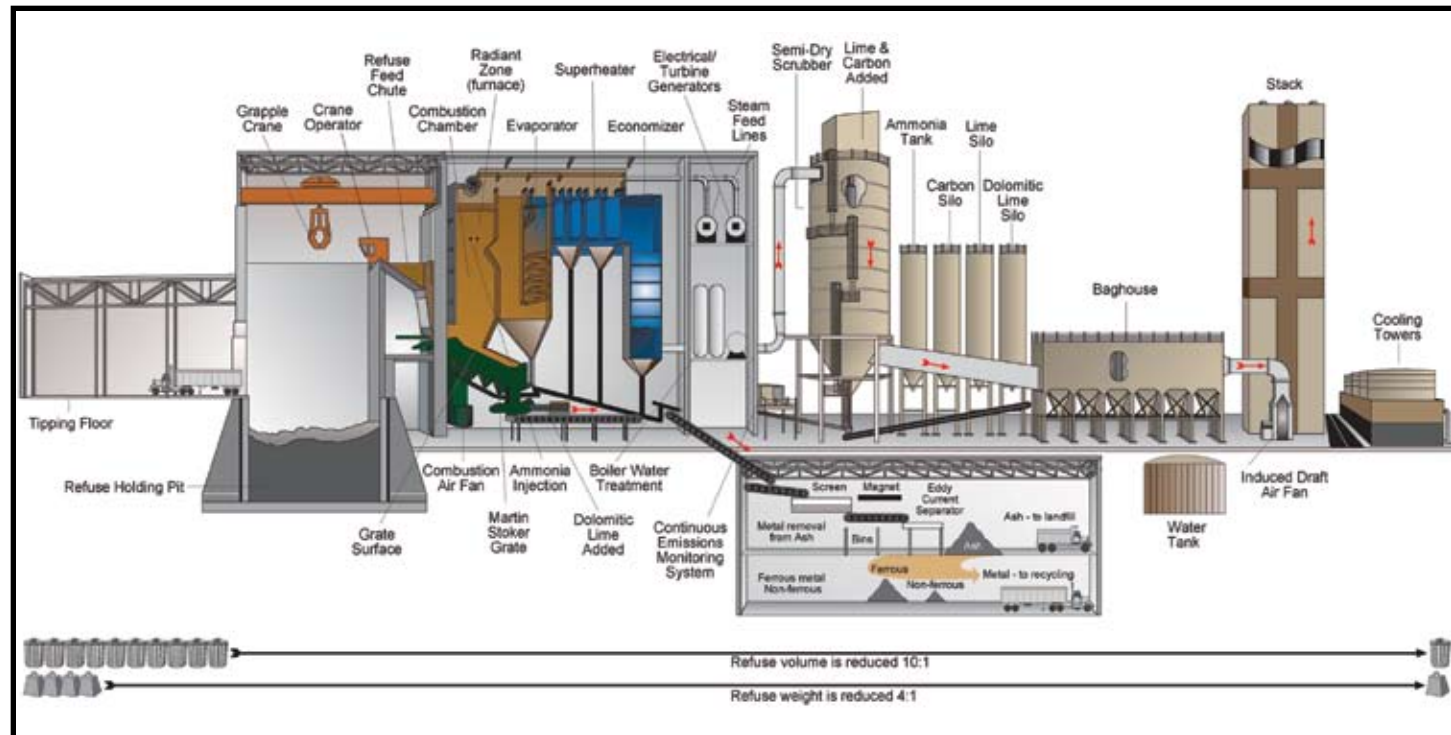 Grapple
Crane
Crane
Operator
Refuse
Feed
Chute
Combustion
Chamber
Radiant
Zone
(furnace)
Evaporator
Superheater
Economizer
Electrical/
Turbine
Generators
Steam
Feed
Lines
Semi-Dry
Scrubber
Lime &
Carbon
Added
Ammonia
Tank
Carbon
Silo
Lime
Silo
Dolomitic
Lime
Silo
Baghouse
Stack
Cooling
Towers
Tipping Floor
Refuse Holding Pit
Grate
Surface
Combustion
Air Fan
Martin
Stoker
Grate
Ammonia
Injection
Dolomitic
Lime
Added
Boiler Water
Treatment
Continuous
Emissions
Monitoring
System
Screen
Magnet
Eddy
Current
Separator
Metal removal
from Ash
Bins
Ash
Ash - to landfill
Ferrous metal
Non-ferrous
Ferrous
Non-ferrous
Metal - to recycling
Water
Tank
Induced Draft
Air Fan
Refuse volume is reduced 10:1
Refuse weight is reduced 4:1